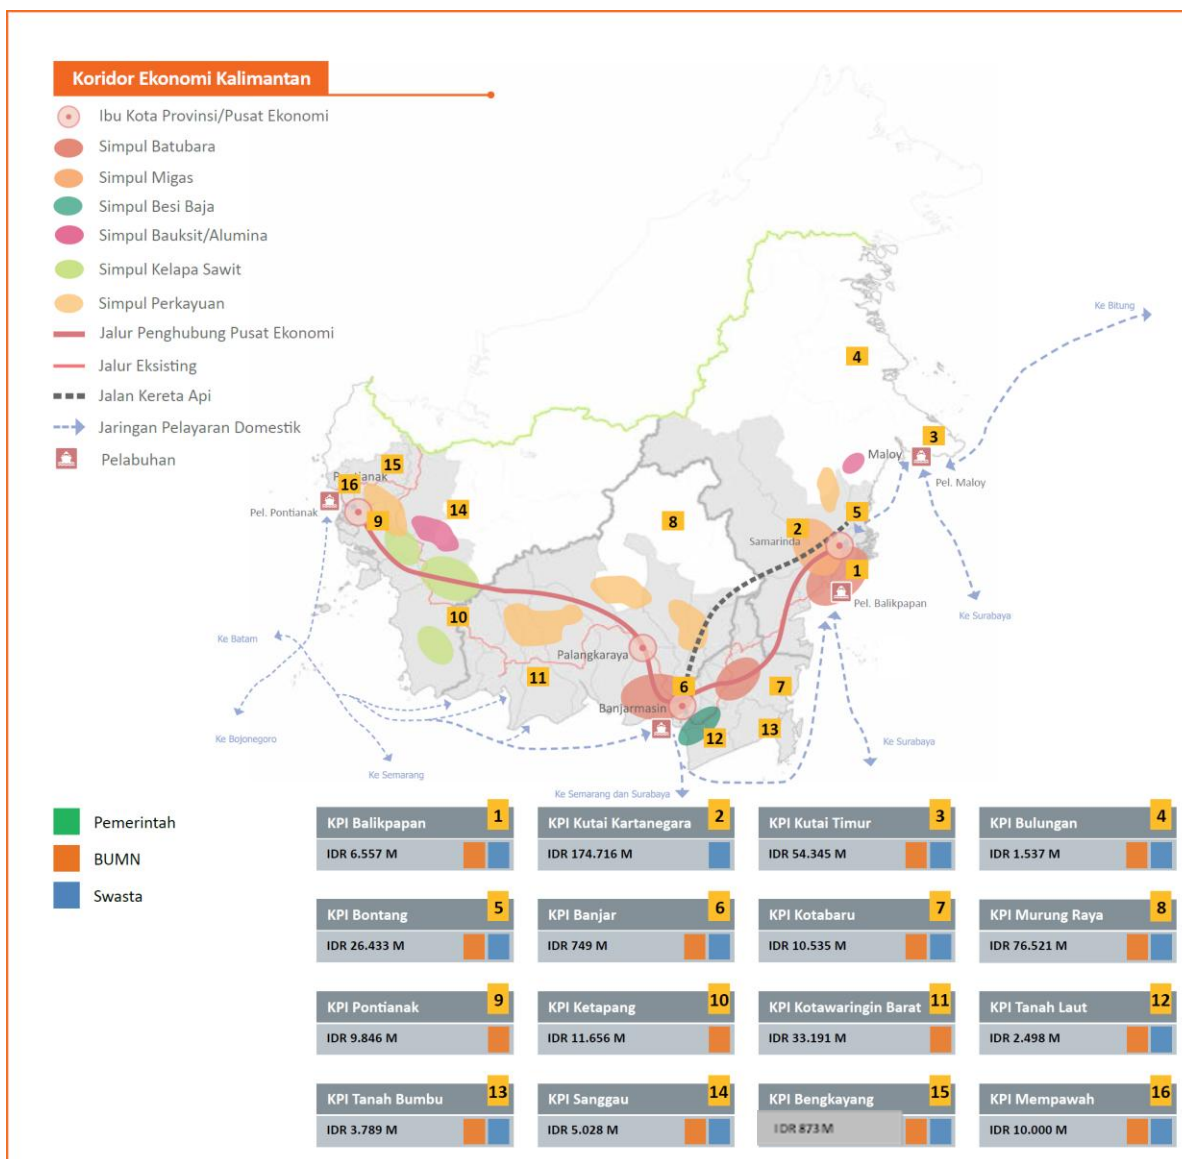 Koridor Ekonomi Kalimantan
Ibu Kota Provinsi/Pusat Ekonomi
Simpul Batubara
Simpul Migas
Simpul Besi Baja
Simpul Bauksit/Alumina
Simpul Kelapa Sawit
Simpul Perkayuan
Jalur Penghubung Pusat Ekonomi
Jalur Eksisting
Jalan Kereta Api
Jaringan Pelayaran Domestik
Pelabuhan
Ke Bitung
4
3
Maloy
Pel. Maloy
15
Pontianak
16
Pel. Pontianak
9
14
8
5
2
Samarinda
1
Pel. Balikpapan
Ke Surabaya
10
Ke Batam
Palangkaraya
11
6
7
Banjarmasin
12
13
Ke Bojonegoro
Ke Semarang
Ke Surabaya
Ke Semarang dan Surabaya
Pemerintah
BUMN
Swasta
KPI Balikpapan 1
IDR 6.557 M
KPI Kutai Kartanegara 2
IDR 174.716 M
KPI Kutai Timur 3
IDR 54.345 M
KPI Bulungan 4
IDR 1.537 M
KPI Bontang 5
IDR 26.433 M
KPI Banjar 6
IDR 749 M
KPI Kotabaru 7
IDR 10.535 M
KPI Murung Raya 8
IDR 76.521 M
KPI Pontianak 9
IDR 9.846 M
KPI Ketapang 10
IDR 11.656 M
KPI Kotawaringin Barat 11
IDR 33.191 M
KPI Tanah Laut 12
IDR 2.498 M
KPI Tanah Bumbu 13
IDR 3.789 M
KPI Sanggau 14
IDR 5.028 M
KPI Bengkayang 15
IDR 873 M
KPI Mempawah 16
IDR 10.000 M